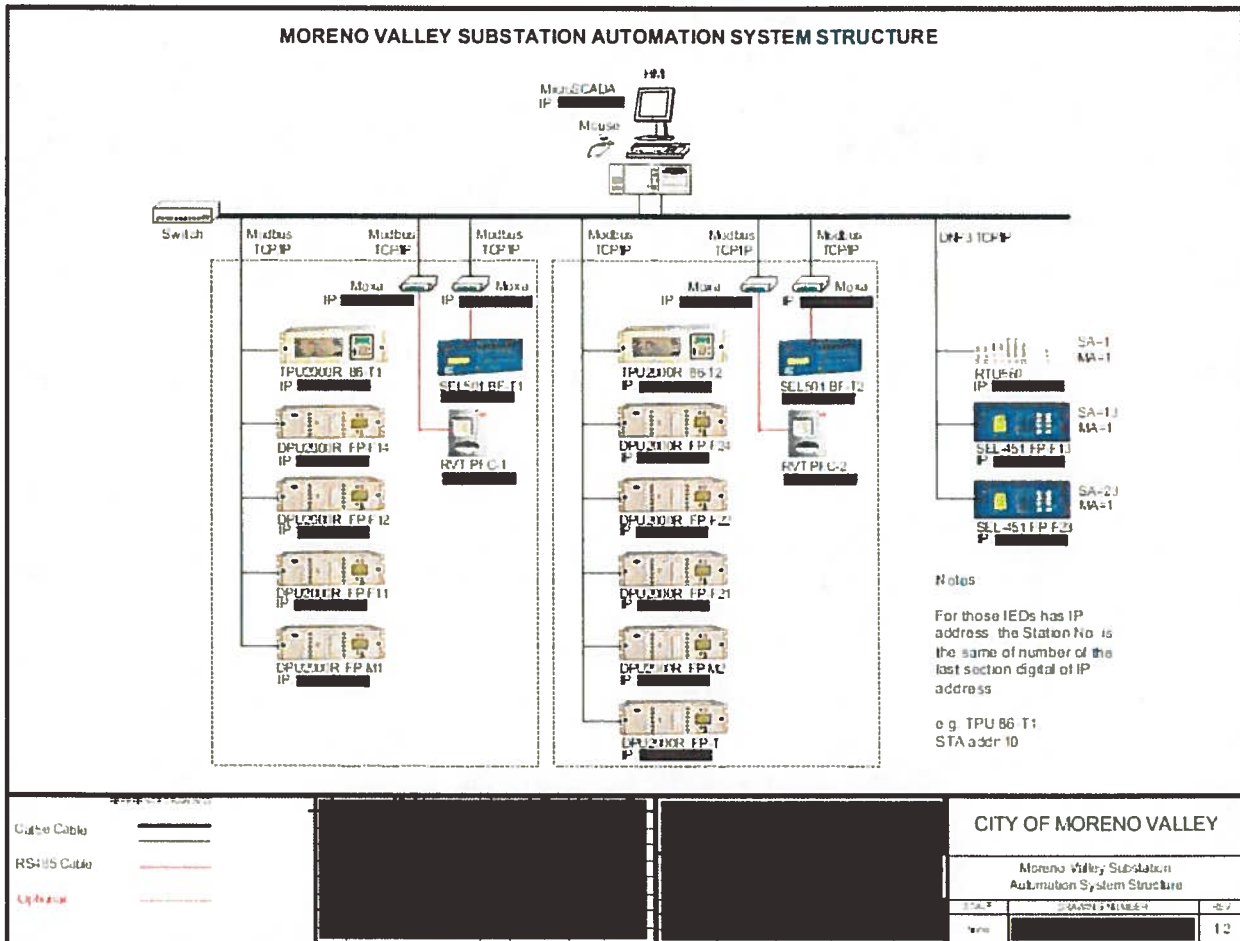 MORENO VALLEY SUBSTATION AUTOMATION SYSTEM STRUCTURE
HMI
MicroSCADA
IP
Mouse
Switch
Modbus
TCP\IP
Modbus
TCP\IP
Modbus
TCP\IP
Modbus
TCP\IP
Modbus
TCP\IP
Modbus
TCP\IP
DNP3 TCP\IP
Moxa
IP
Moxa
IP
Moxa
IP
Moxa
IP
TPU2000R 86-T1
IP
SEL501 BF-T1
DPU2000R FP-F14
IP
RVT PFC-1
DPU2000R FP-F12
IP
DPU2000R FP-F11
IP
DPU2000R FP-M1
IP
TPU2000R 86-T2
IP
SEL501 BF-T2
DPU2000R FP-F24
IP
RVT PFC-2
DPU2000R FP-F22
IP
DPU2000R FP-F21
IP
DPU2000R FP-M2
IP
DPU2000R FP-T
IP
SA=1
MA=1
RTU560
IP
SA=13
MA=1
SEL-451 FP-F13
IP
SA=23
MA=1
SEL-451 FP-F23
IP
Notes
For those IEDs has IP
address, the Station No. is
the same of number of the
last section digital of IP
address
e.g. TPU 86-T1
STA addr 10
Cat5e Cable
RS485 Cable
Optional
CITY OF MORENO VALLEY
Moreno Valley Substation
Automation System Structure
DRAWING NUMBER
REV
1.2